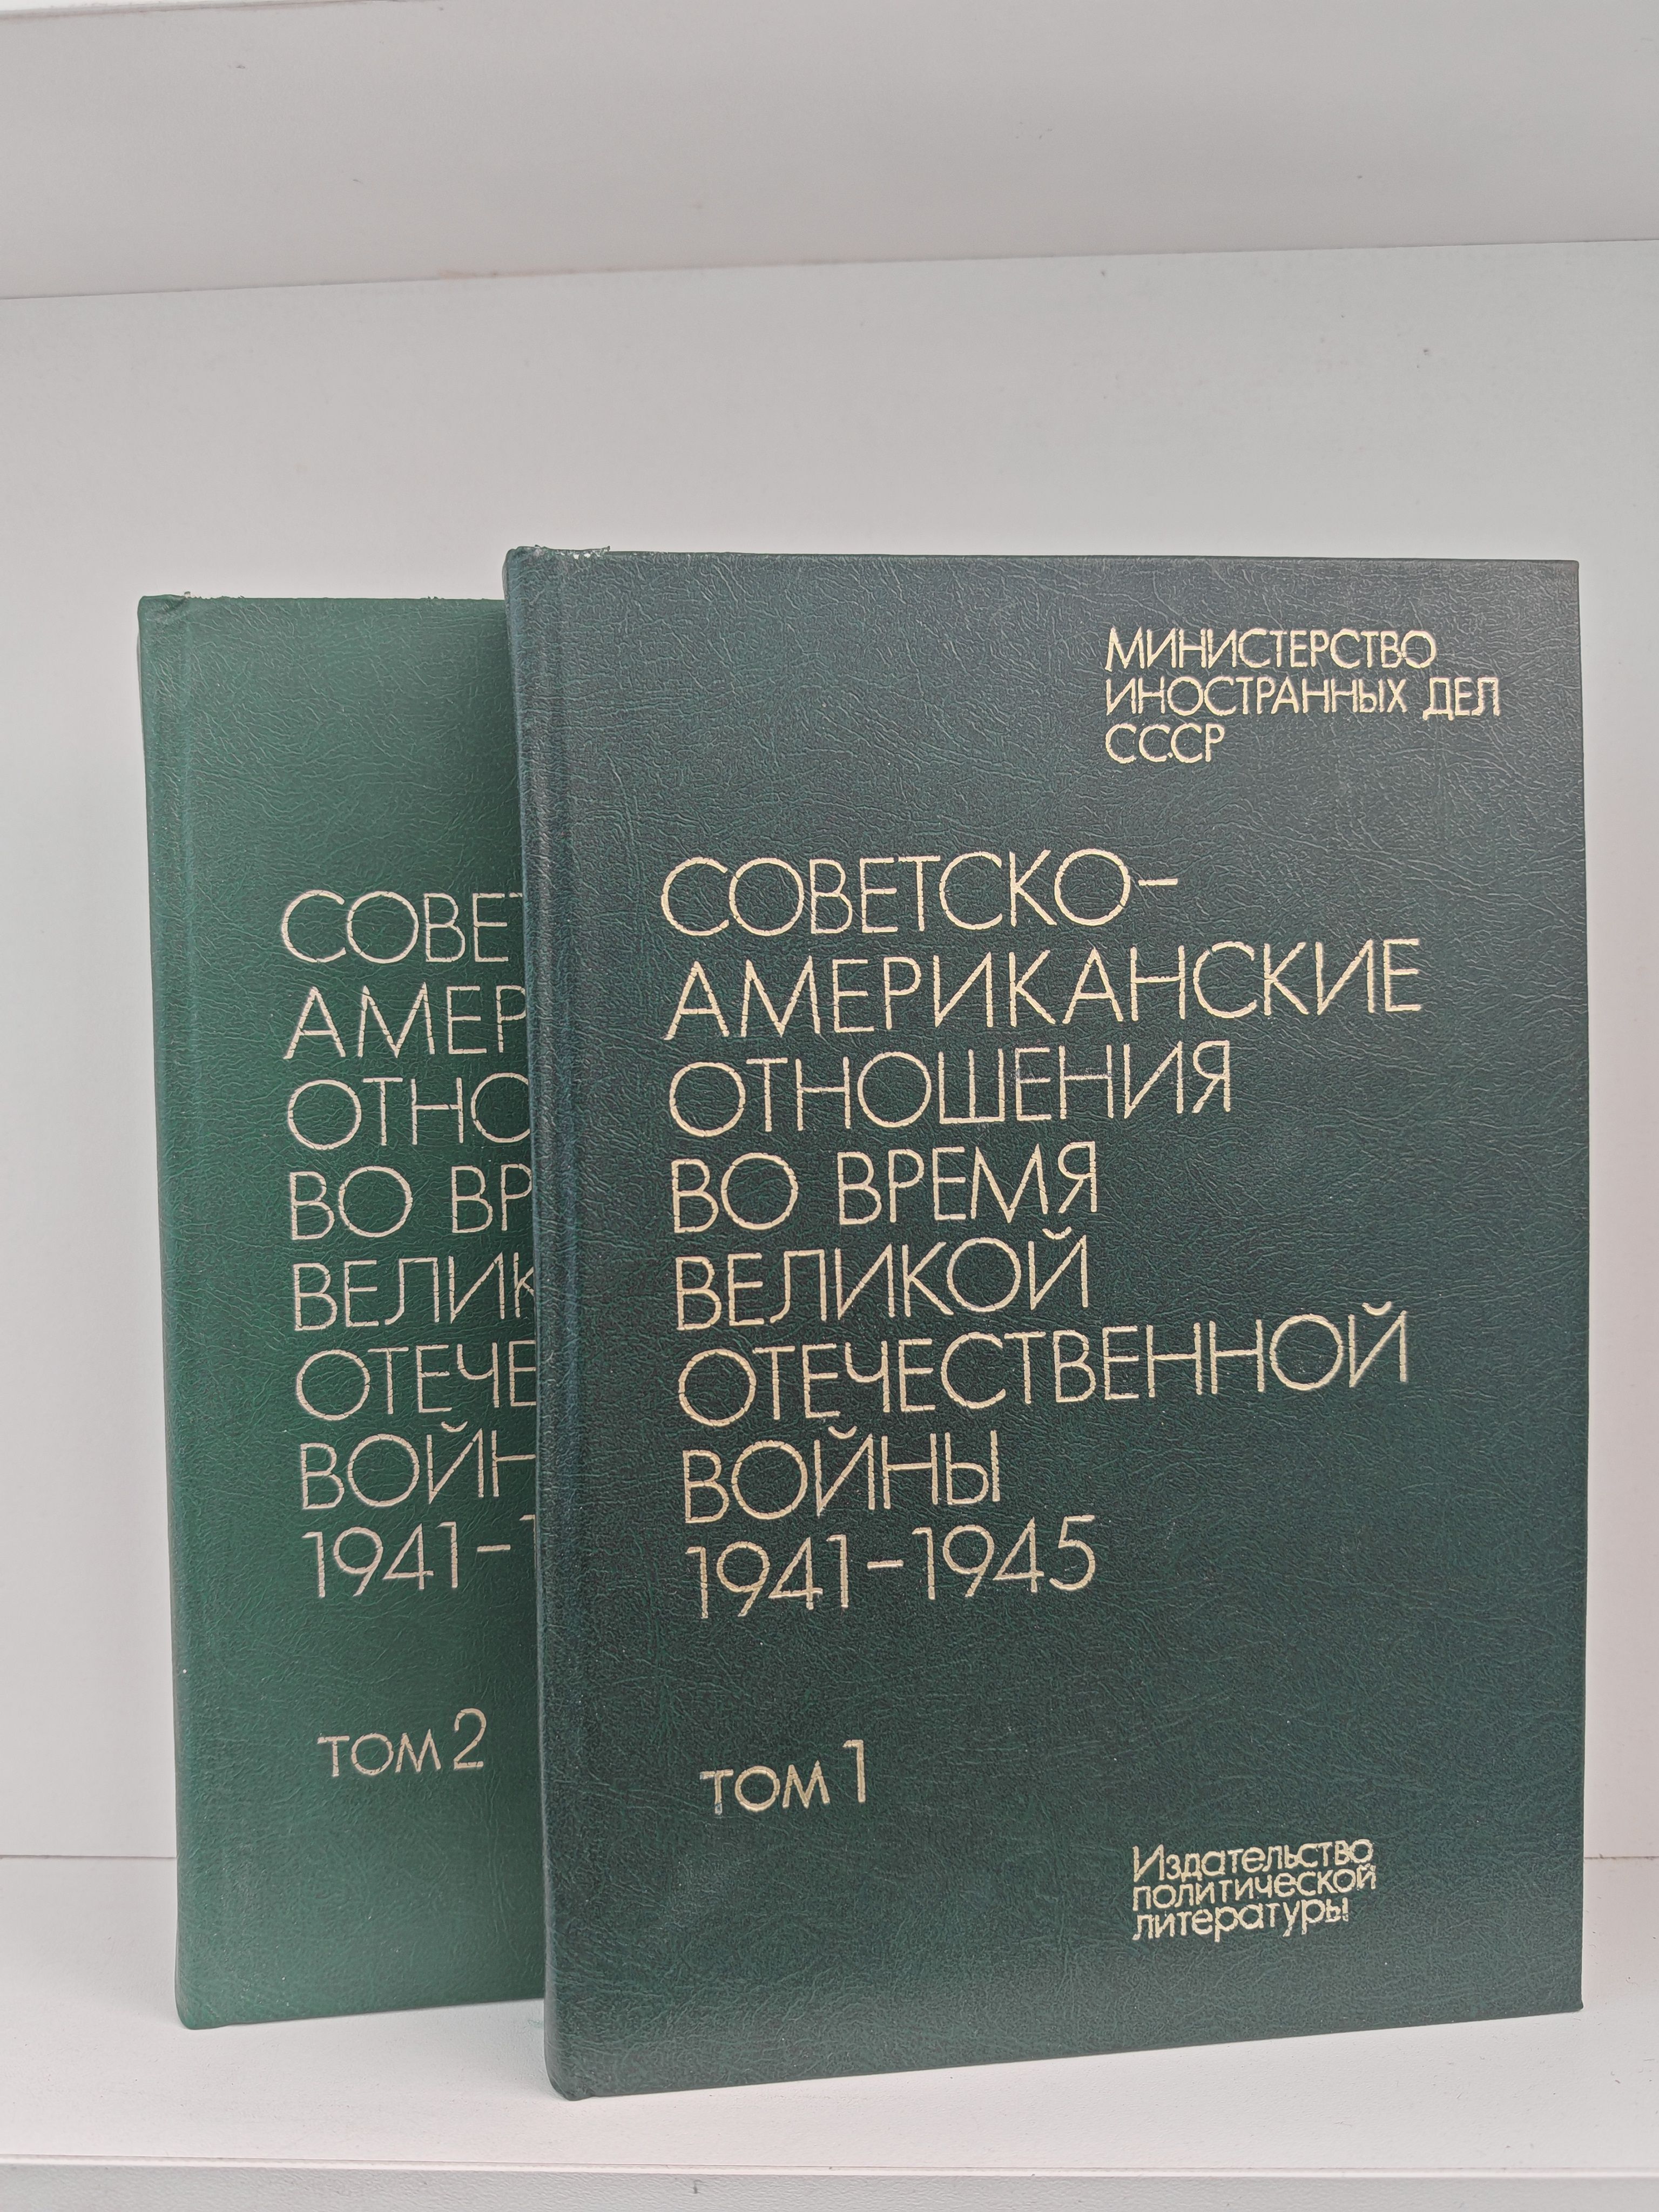 МИНИСТЕРСТВО
ИНОСТРАННЫХ ДЕЛ
СССР
СОВЕТСКО-
АМЕРИКАНСКИЕ
ОТНОШЕНИЯ
ВО ВРЕМЯ
ВЕЛИКОЙ
ОТЕЧЕСТВЕННОЙ
ВОЙНЫ
1941-1945
ТОМ 1
Издательство
политической
литературы
СОВЕТ
АМЕР
ОТНО
ВО ВР
ВЕЛИК
ОТЕЧЕ
ВОЙН
1941-1
ТОМ 2